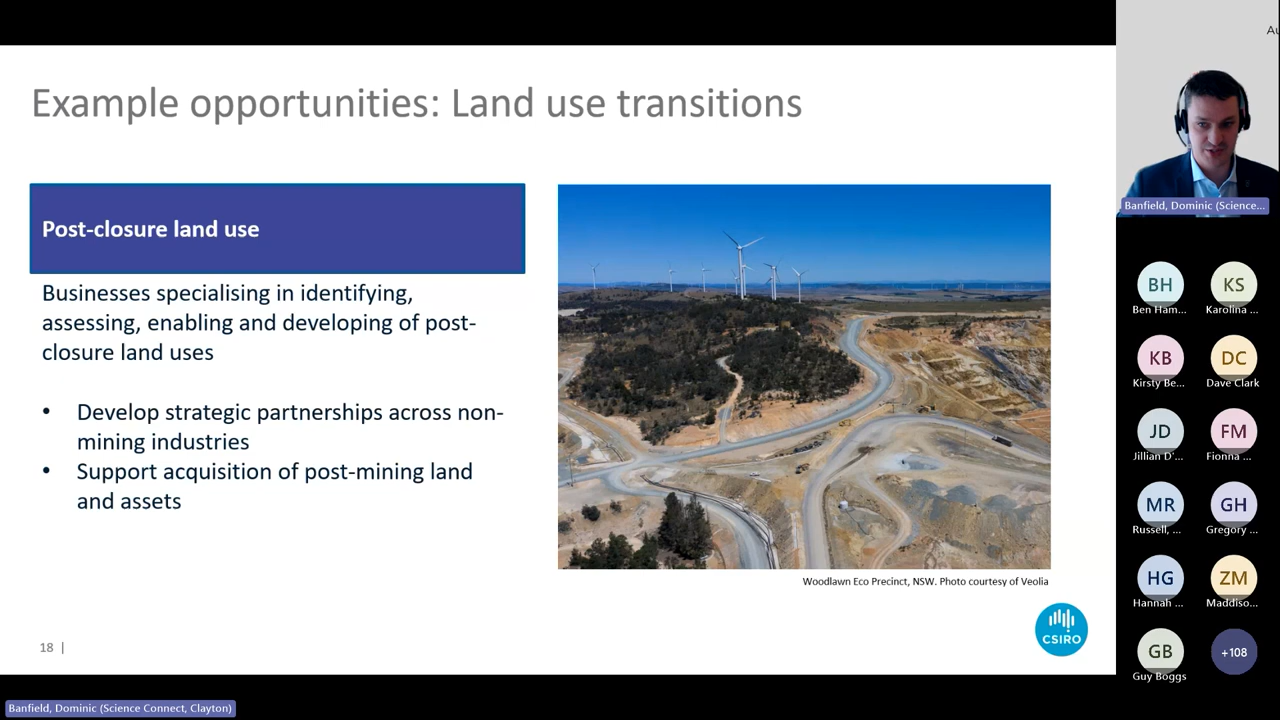 Example opportunities: Land use transitions
Post-closure land use
Businesses specialising in identifying,
assessing, enabling and developing of post-
closure land uses
• Develop strategic partnerships across non-
mining industries
• Support acquisition of post-mining land
and assets
Woodlawn Eco Precinct, NSW. Photo courtesy of Veolia
CSIRO
18 |
Banfield, Dominic (Science Connect, Clayton)
Au
Banfield, Dominic (Science...
BH
Ben Ham...
KS
Karolina ...
KB
Kirsty Be...
DC
Dave Clark
JD
Jillian D'...
FM
Fionna ...
MR
Russell, ...
GH
Gregory ...
HG
Hannah ...
ZM
Maddiso...
GB
Guy Boggs
+108